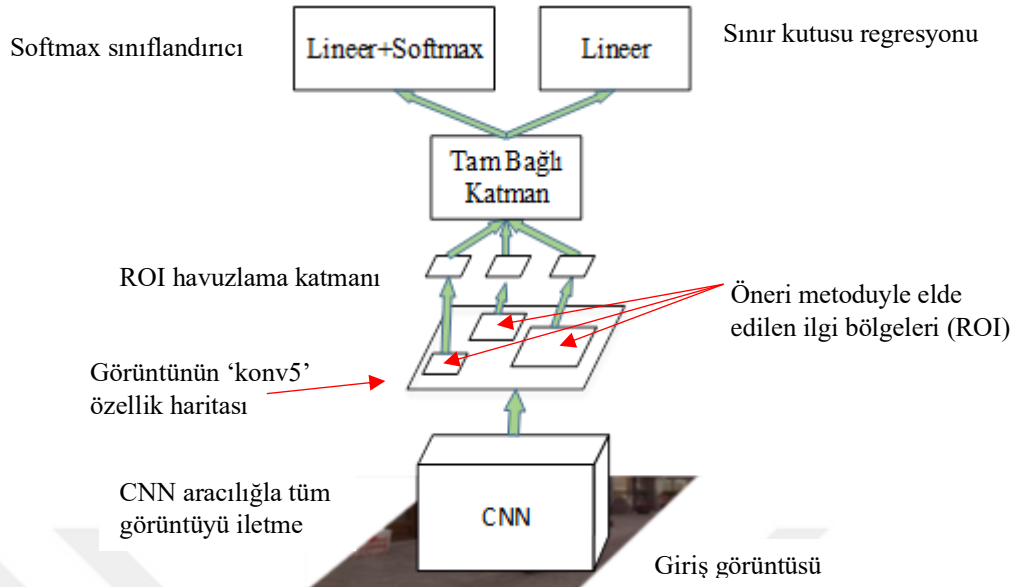 Softmax sınıflandırıcı
Lineer+Softmax
Lineer
Sınır kutusu regresyonu
Tam Bağlı
Katman
ROI havuzlama katmanı
Öneri metoduyle elde
edilen ilgi bölgeleri (ROI)
Görüntünün ‘konv5’
özellik haritası
CNN aracılığla tüm
görüntüyü iletme
CNN
Giriş görüntüsü